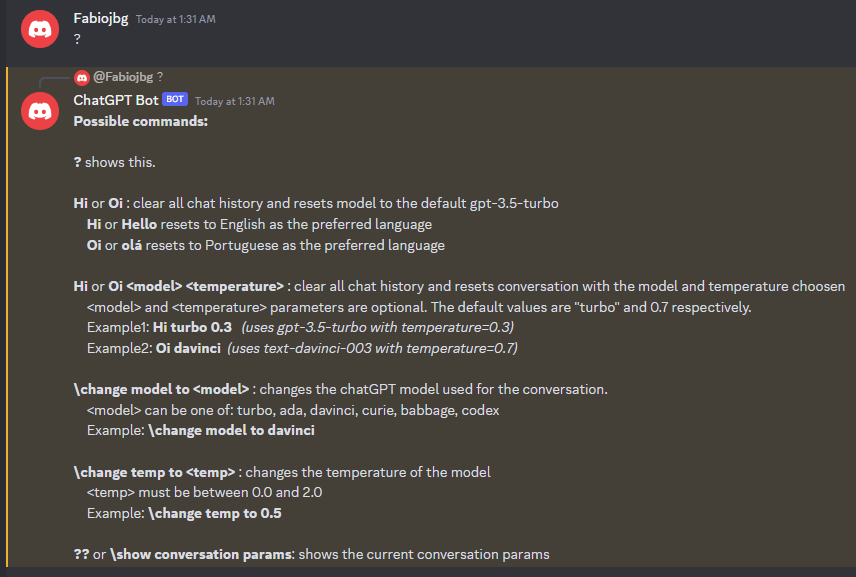 Fabiojbg Today at 1:31 AM
?
@Fabiojbg ?
ChatGPT Bot BOT Today at 1:31 AM
Possible commands:
? shows this.
Hi or Oi : clear all chat history and resets model to the default gpt-3.5-turbo
Hi or Hello resets to English as the preferred language
Oi or olá resets to Portuguese as the preferred language
Hi or Oi <model> <temperature> : clear all chat history and resets conversation with the model and temperature choosen
<model> and <temperature> parameters are optional. The default values are "turbo" and 0.7 respectively.
Example1: Hi turbo 0.3 (uses gpt-3.5-turbo with temperature=0.3)
Example2: Oi davinci (uses text-davinci-003 with temperature=0.7)
\change model to <model> : changes the chatGPT model used for the conversation.
<model> can be one of: turbo, ada, davinci, curie, babbage, codex
Example: \change model to davinci
\change temp to <temp> : changes the temperature of the model
<temp> must be between 0.0 and 2.0
Example: \change temp to 0.5
?? or \show conversation params: shows the current conversation params